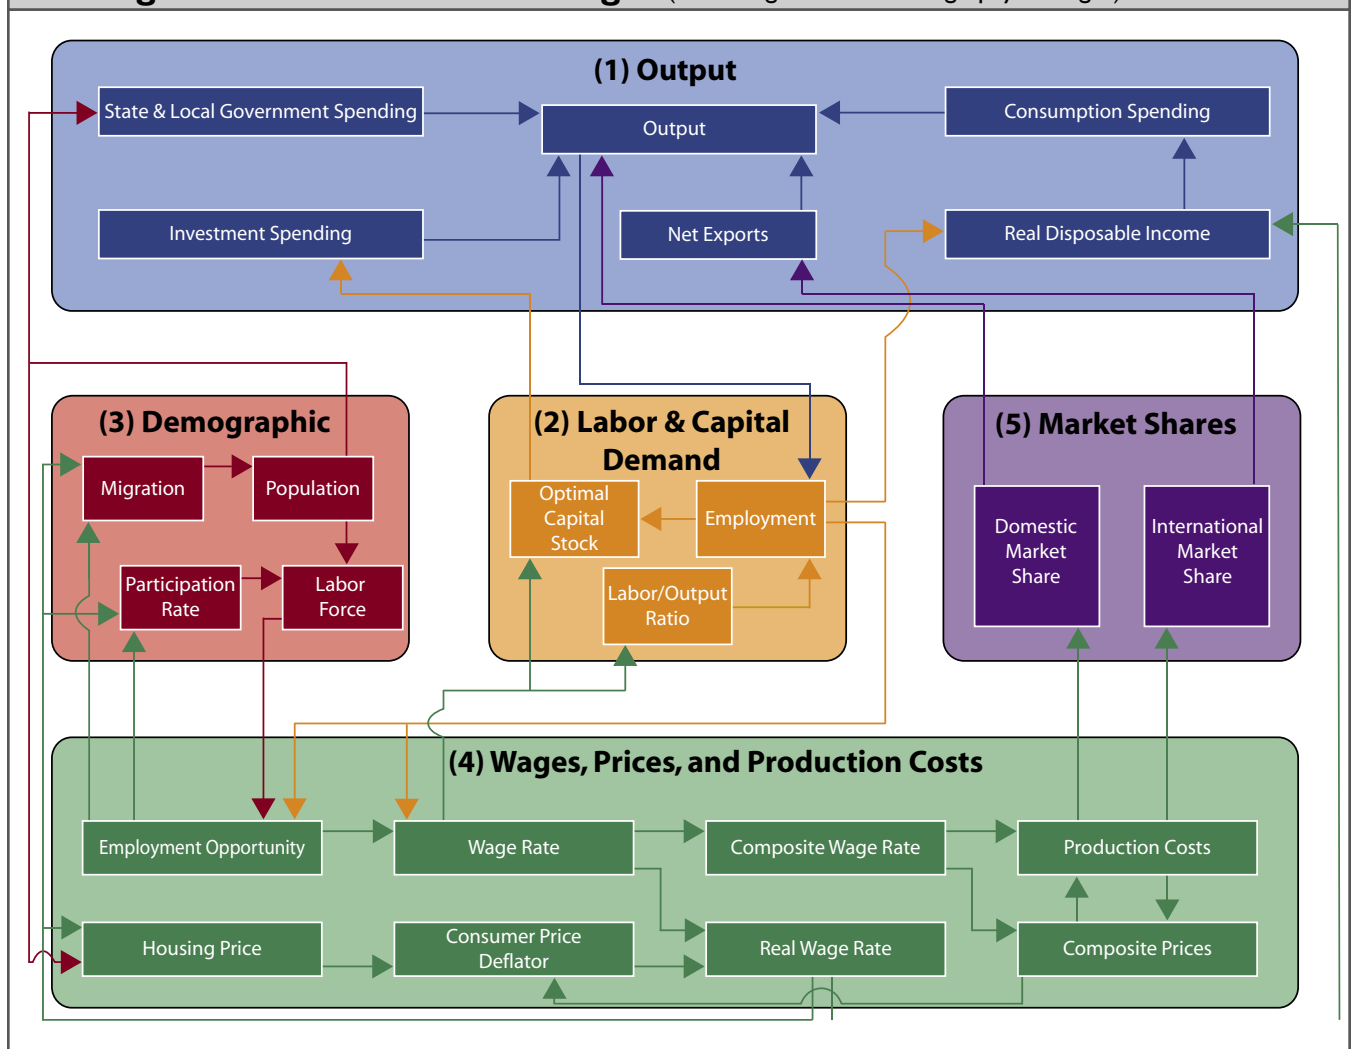 (1) Output
State & Local Government Spending
Output
Consumption Spending
Investment Spending
Net Exports
Real Disposable Income
(3) Demographic
Migration
Population
Participation
Rate
Labor
Force
(2) Labor & Capital
Demand
Optimal
Capital
Stock
Employment
Labor/Output
Ratio
(5) Market Shares
Domestic
Market
Share
International
Market
Share
(4) Wages, Prices, and Production Costs
Employment Opportunity
Wage Rate
Composite Wage Rate
Production Costs
Housing Price
Consumer Price
Deflator
Real Wage Rate
Composite Prices